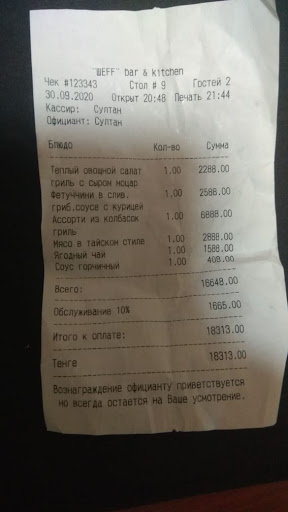 "ШЕFF" bar & kitchen
Чек #123343 Стол # 9 Гостей 2
30.09.2020 Открыт 20:48 Печать 21:44
Кассир: Султан
Официант: Султан
Блюдо Кол-во Сумма
Теплый овощной салат 1.00 2288.00
гриль с сыром моцар
Фетуччини в слив. 1.00 2588.00
гриб.соусе с курицей
Ассорти из колбасок 1.00 6888.00
гриль
Мясо в тайском стиле 1.00 2888.00
Ягодный чай 1.00 1588.00
Соус горчичный 1.00 408.00
Всего: 16648.00
Обслуживание 10% 1665.00
Итого к оплате: 18313.00
Тенге 18313.00
Вознаграждение официанту приветствуется
но всегда остается на Ваше усмотрение.